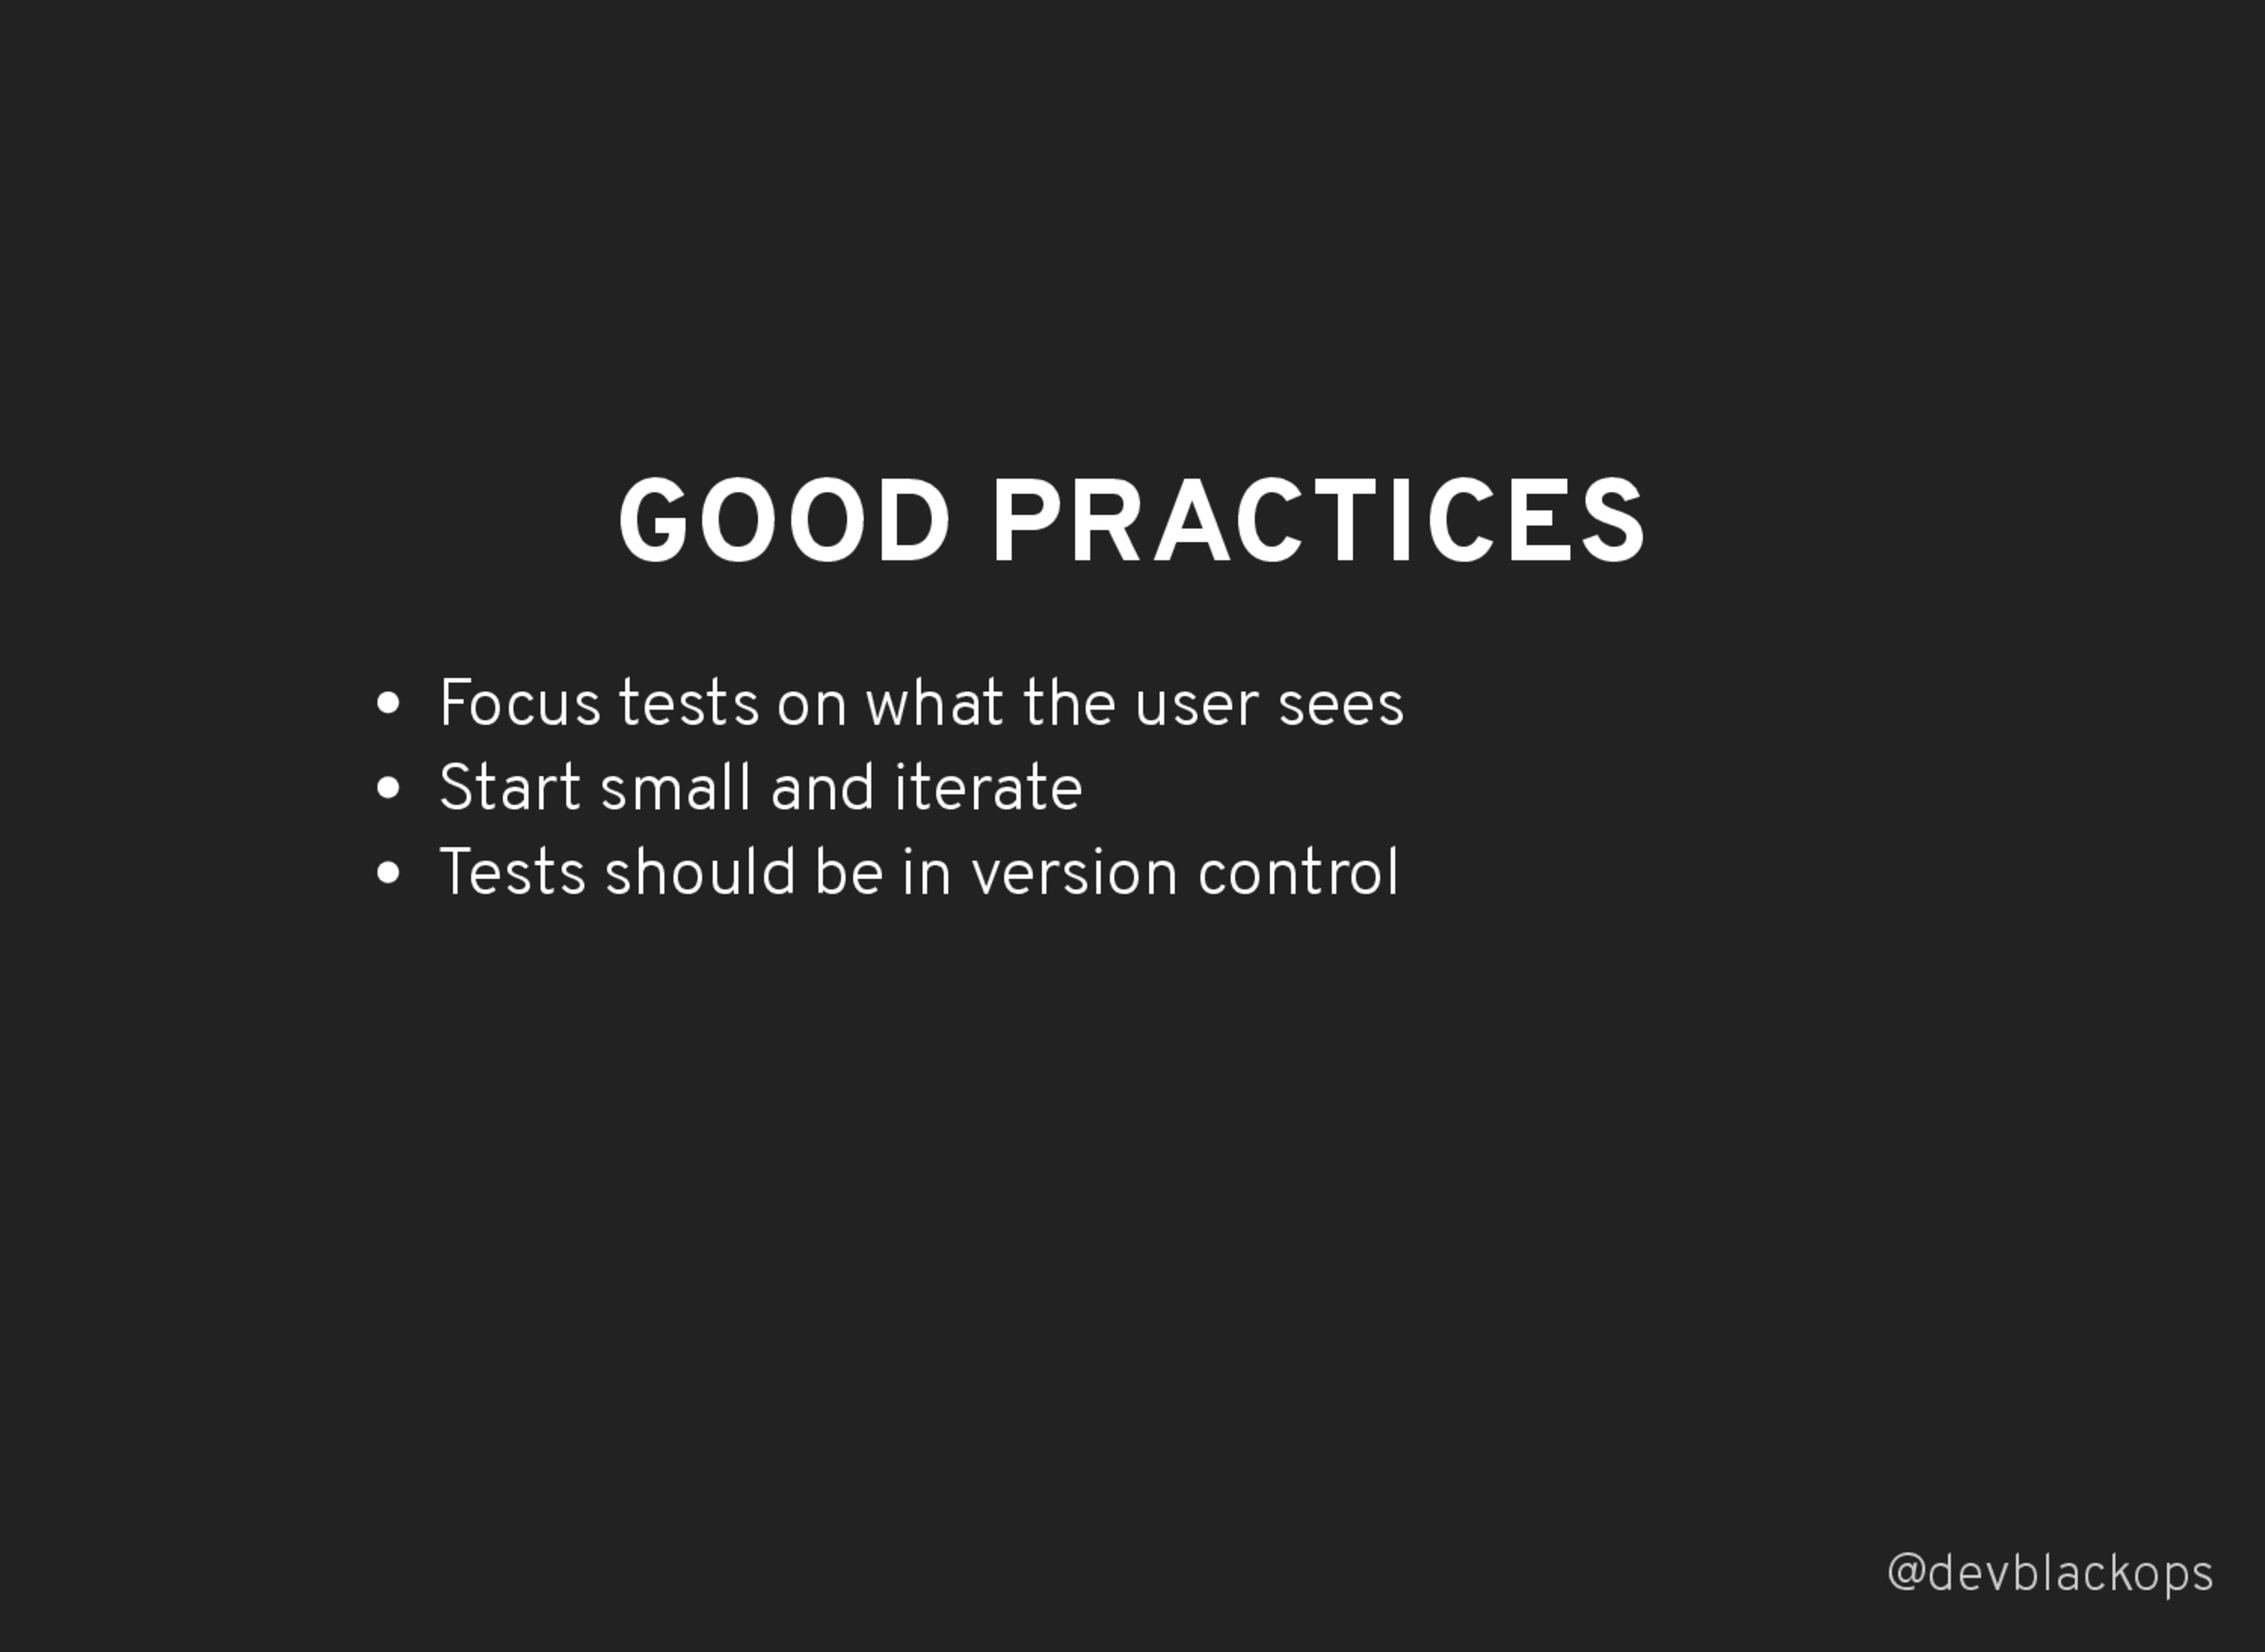 GOOD PRACTICES
Focus tests on what the user sees
Start small and iterate
Tests should be in version control
@devblackops